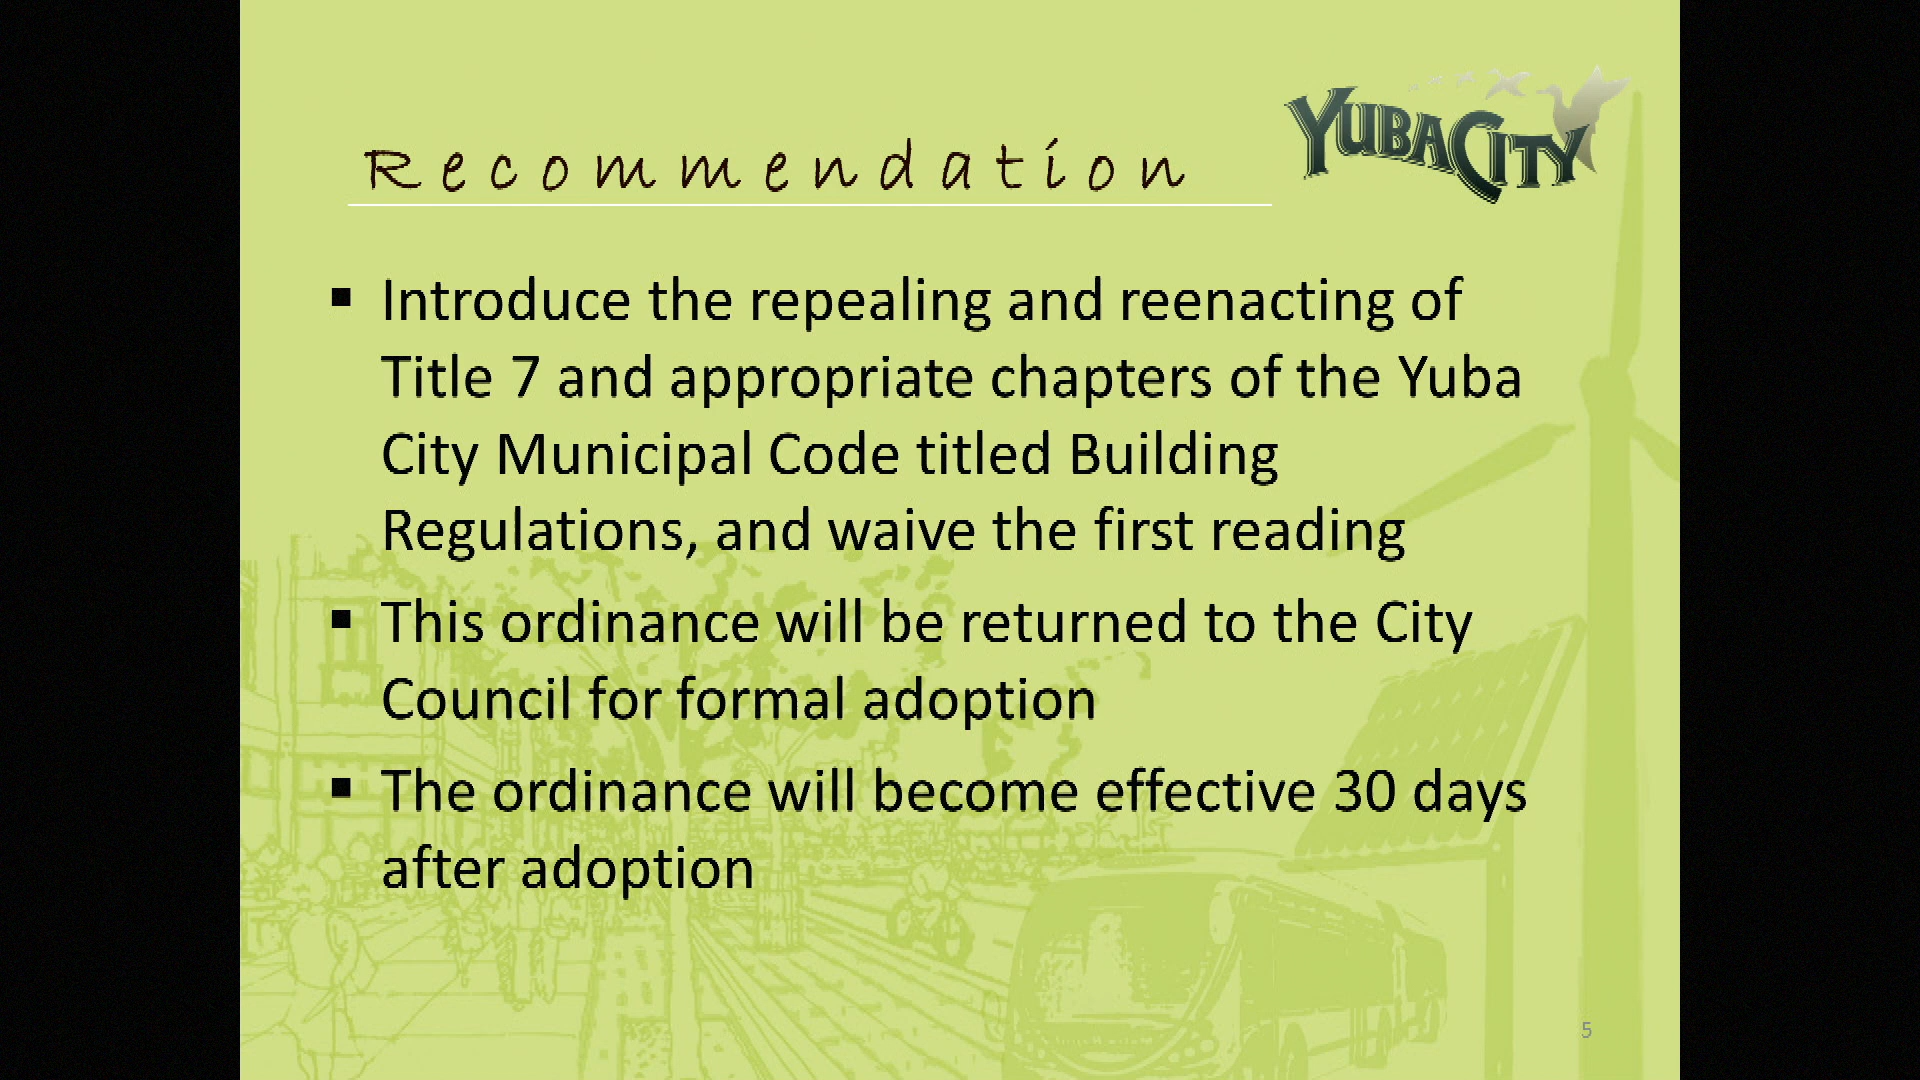 YUBA CITY
Recommendation
▪ Introduce the repealing and reenacting of
Title 7 and appropriate chapters of the Yuba
City Municipal Code titled Building
Regulations, and waive the first reading
▪ This ordinance will be returned to the City
Council for formal adoption
▪ The ordinance will become effective 30 days
after adoption
5